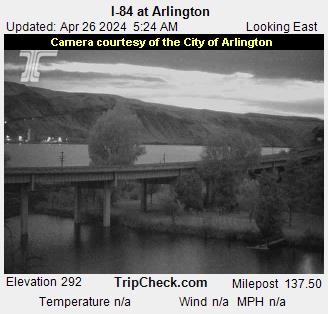 I-84 at Arlington
Updated: Apr 26 2024 5:24 AM Looking East
Camera courtesy of the City of Arlington
Elevation 292 TripCheck.com Milepost 137.50
Temperature n/a Wind n/a MPH n/a